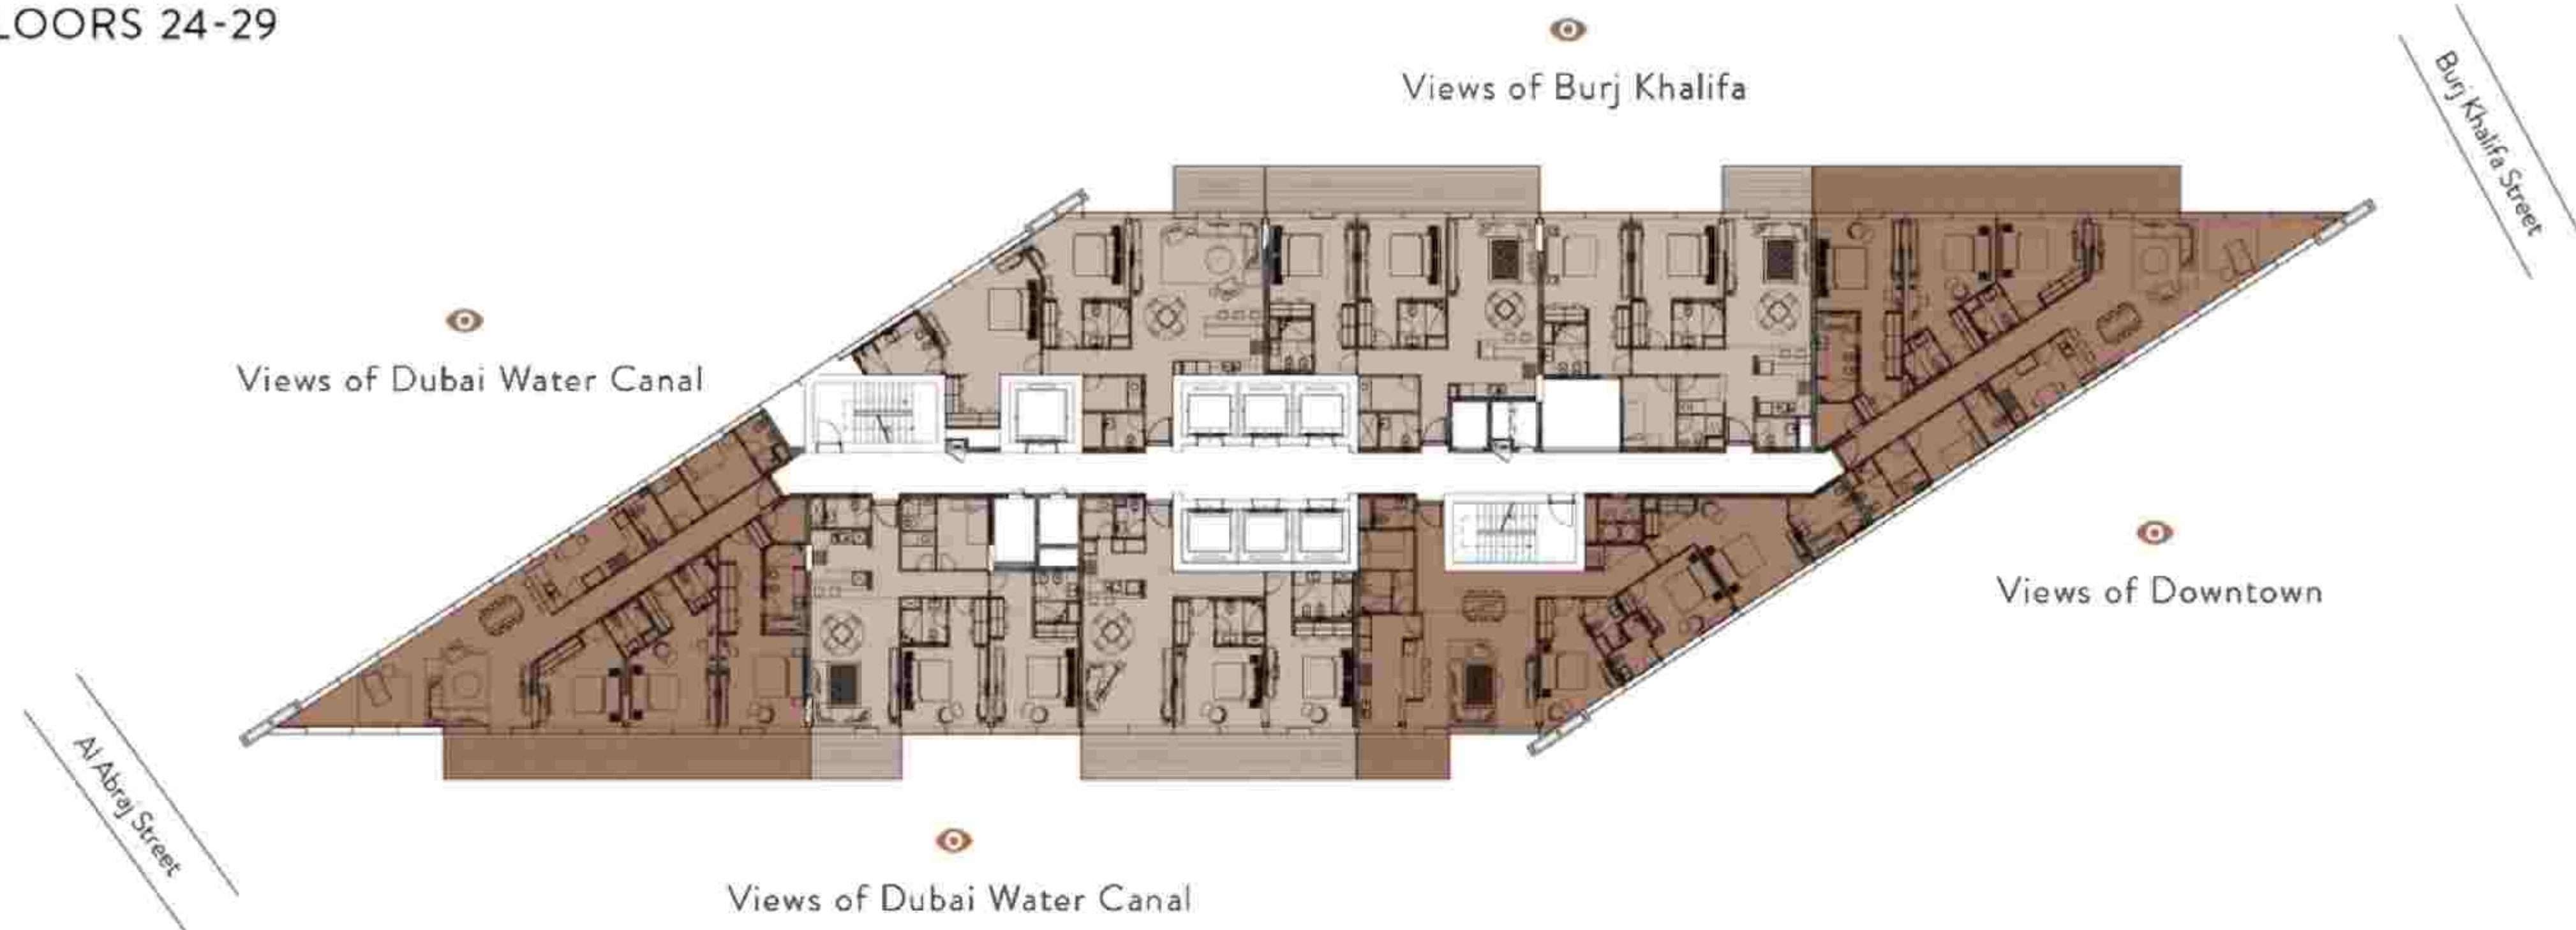 LOORS 24-29
Views of Burj Khalifa
Burj Khalifa Street
Views of Dubai Water Canal
Views of Downtown
Al Abraj Street
Views of Dubai Water Canal